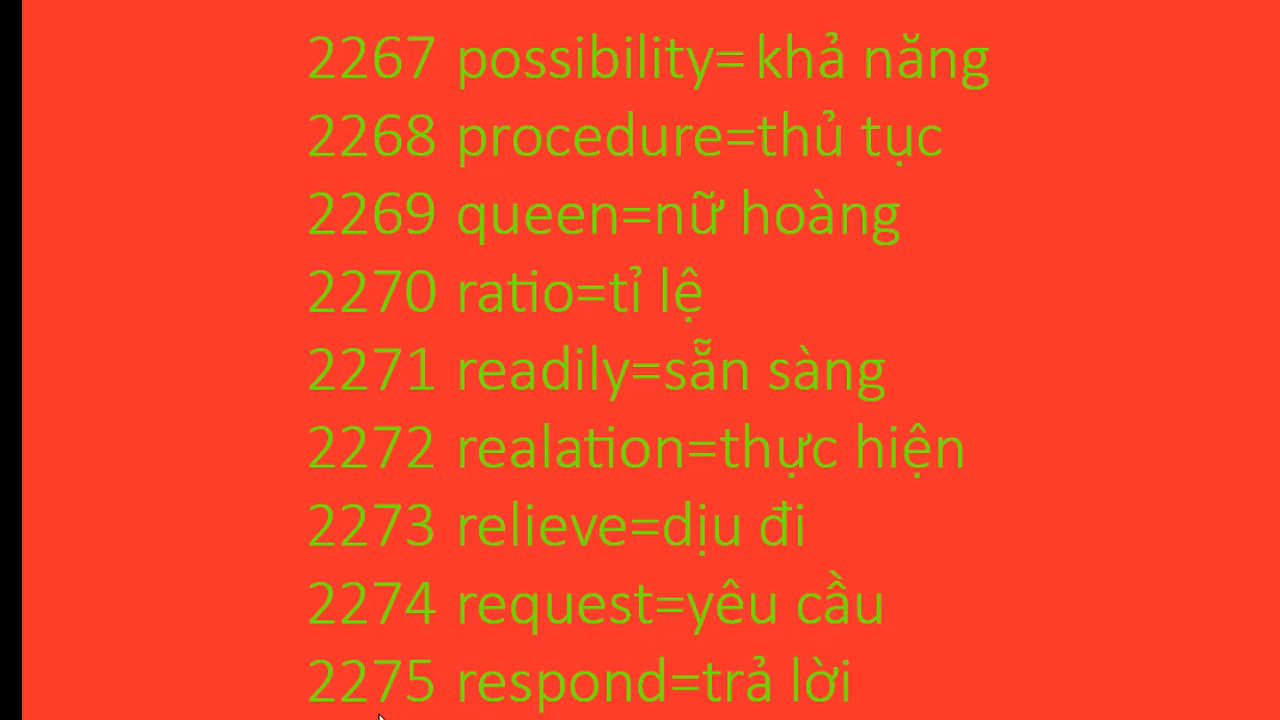 2267 possibility= khả năng
2268 procedure=thủ tục
2269 queen=nữ hoàng
2270 ratio=tỉ lệ
2271 readily=sẵn sàng
2272 realation=thực hiện
2273 relieve=dịu đi
2274 request=yêu cầu
2275 respond=trả lời